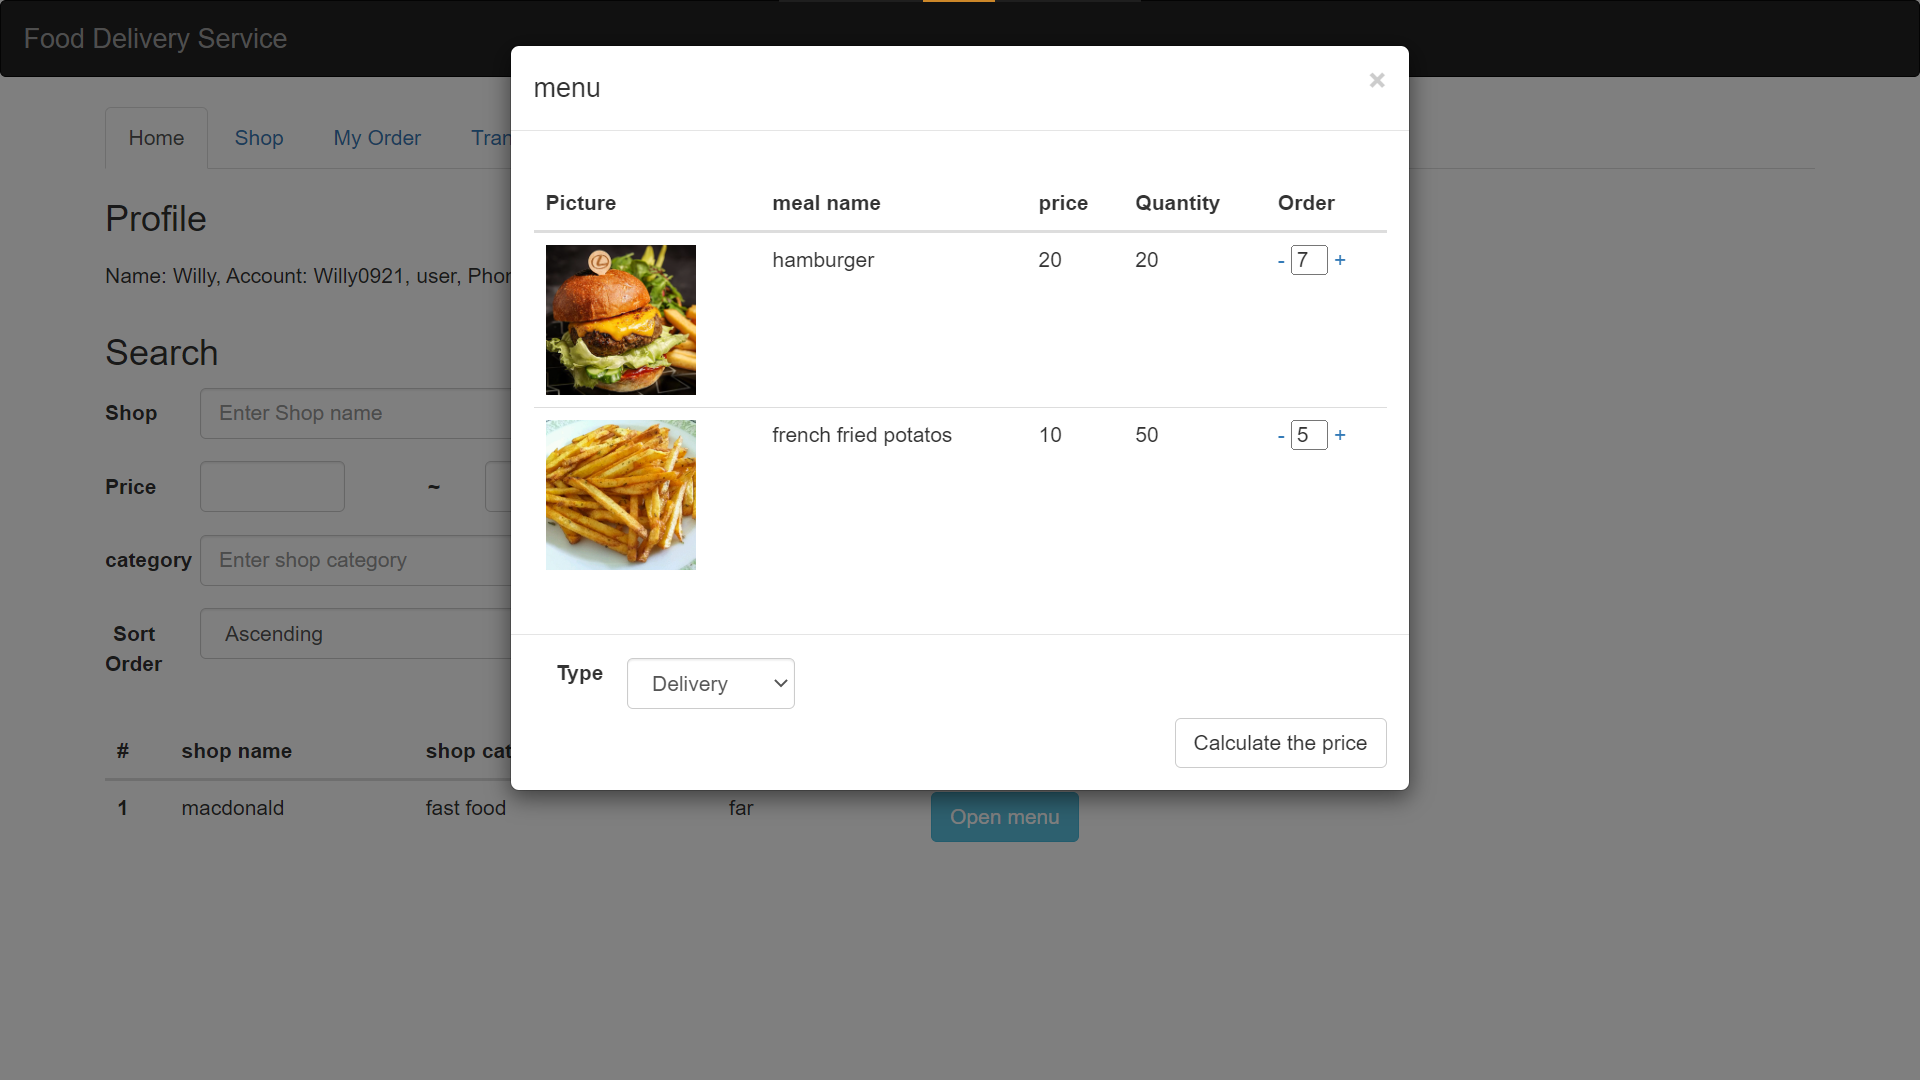 Food Delivery Service
menu
×
Home Shop My Order
Profile
Name: Willy, Account: Willy0921, user,
Search
Shop Enter Shop name
Price ~
category Enter shop category
Sort Order Ascending
# shop name shop
1 macdonald fast food far Open menu
Picture meal name price Quantity Order
hamburger 20 20 - 7 +
french fried potatos 10 50 - 5 +
Type Delivery
Calculate the price